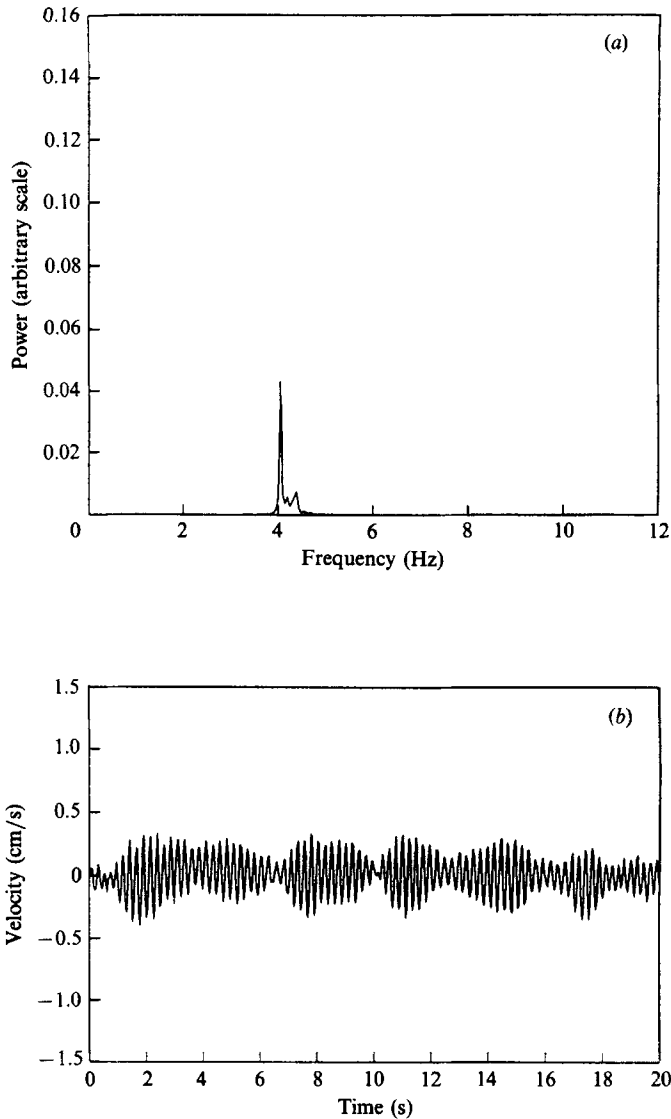 0.16
(a)
0.14
0.12
0.10
0.08
0.06
0.04
0.02
0 2 4 6 8 10 12
Power (arbitrary scale)
Frequency (Hz)
1.5
(b)
1.0
0.5
0
−0.5
−1.0
−1.5
0 2 4 6 8 10 12 14 16 18 20
Velocity (cm/s)
Time (s)